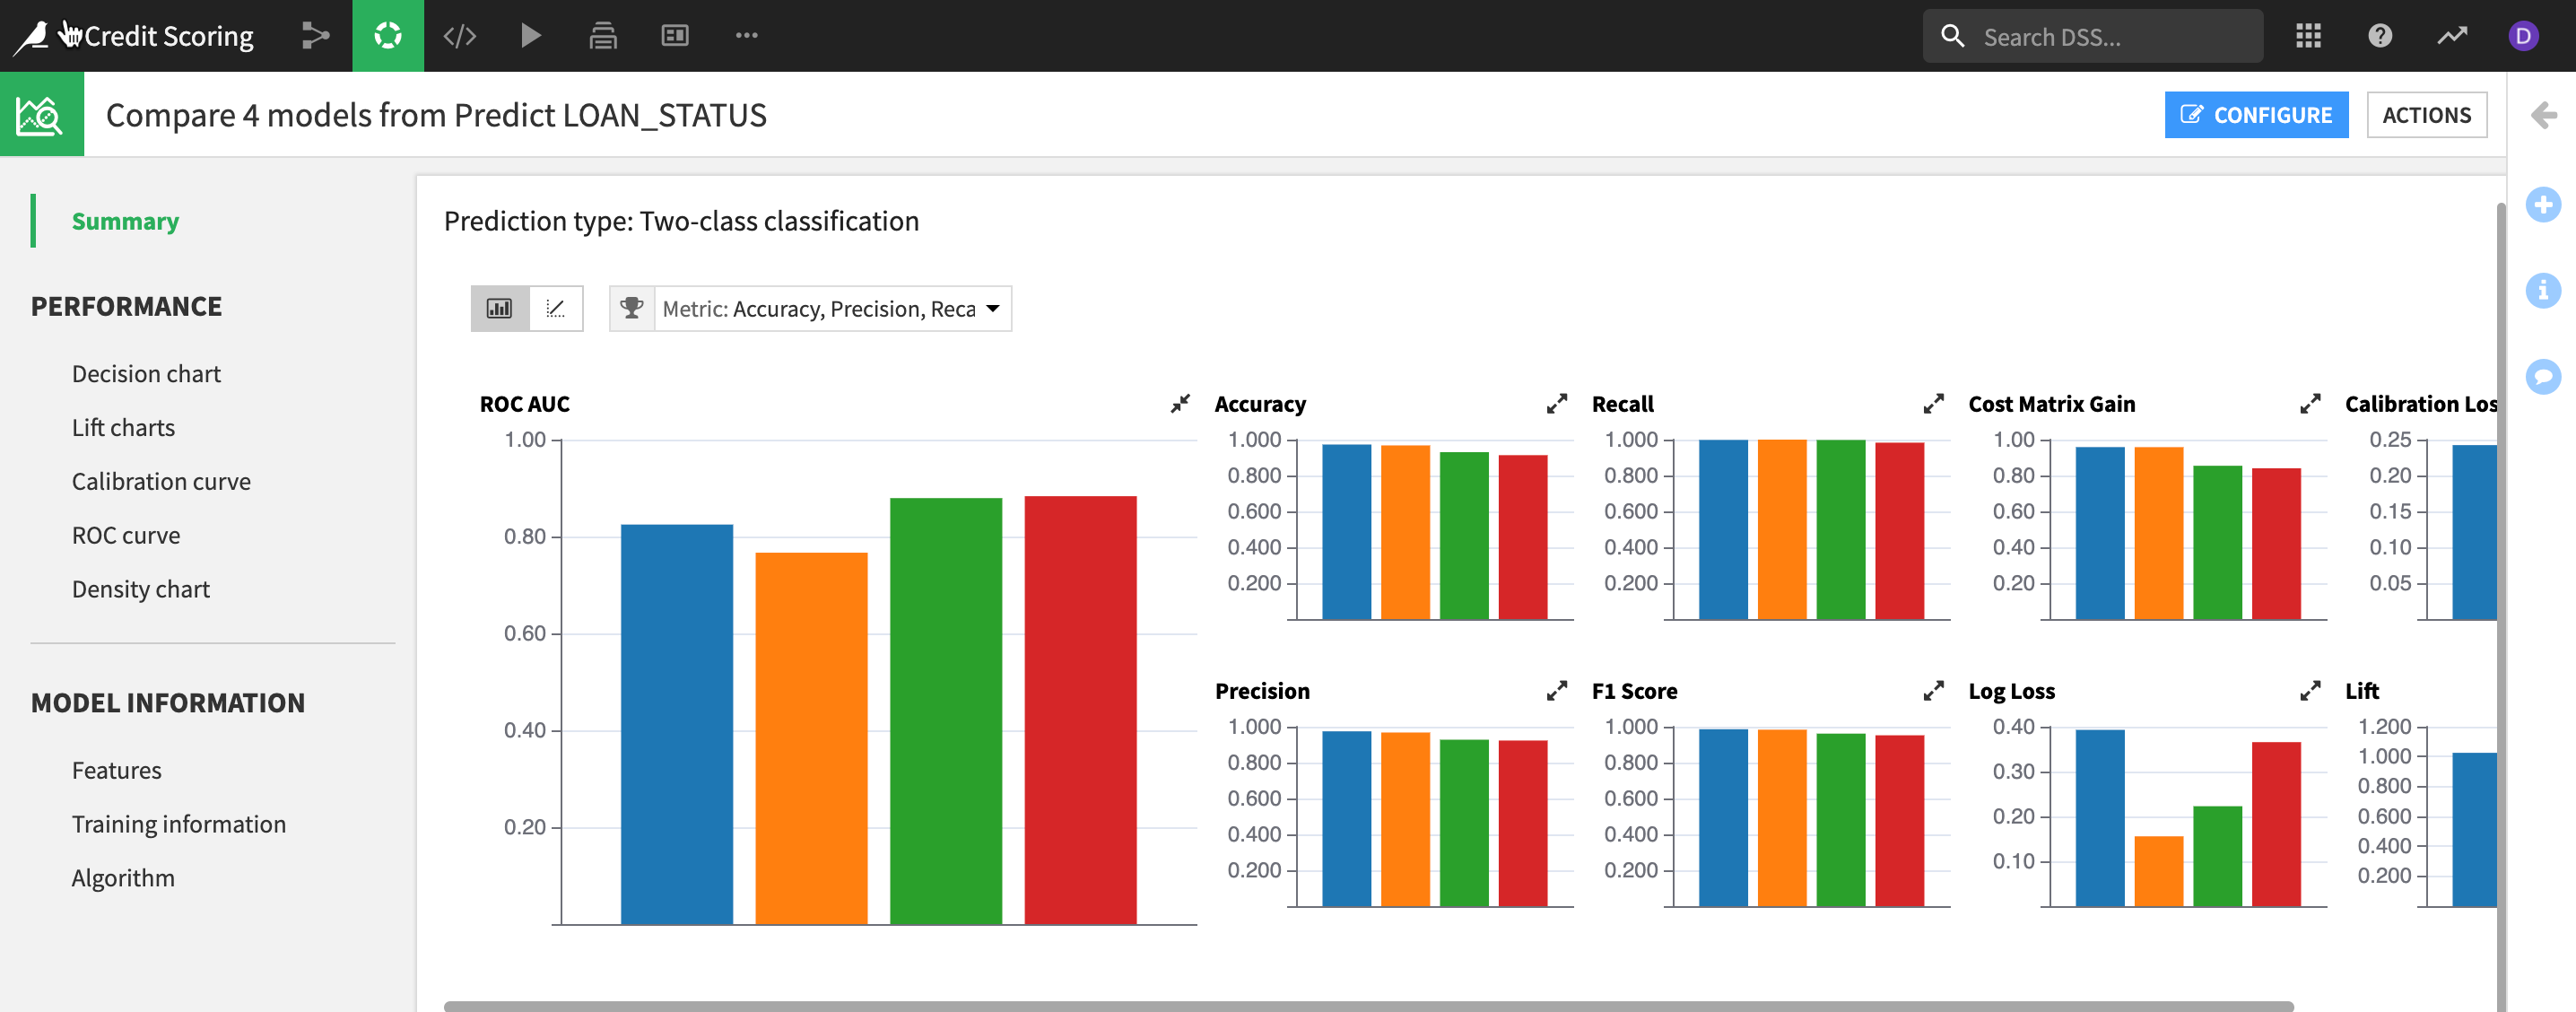 Credit Scoring
Search DSS...
D
Compare 4 models from Predict LOAN_STATUS
CONFIGURE
ACTIONS
Summary
PERFORMANCE
Decision chart
Lift charts
Calibration curve
ROC curve
Density chart
MODEL INFORMATION
Features
Training information
Algorithm
Prediction type: Two-class classification
Metric: Accuracy, Precision, Reca
ROC AUC
1.00
0.80
0.60
0.40
0.20
Accuracy
1.000
0.800
0.600
0.400
0.200
Recall
1.000
0.800
0.600
0.400
0.200
Cost Matrix Gain
1.00
0.80
0.60
0.40
0.20
Calibration Los
0.25
0.20
0.15
0.10
0.05
Precision
1.000
0.800
0.600
0.400
0.200
F1 Score
1.000
0.800
0.600
0.400
0.200
Log Loss
0.40
0.30
0.20
0.10
Lift
1.200
1.000
0.800
0.600
0.400
0.200